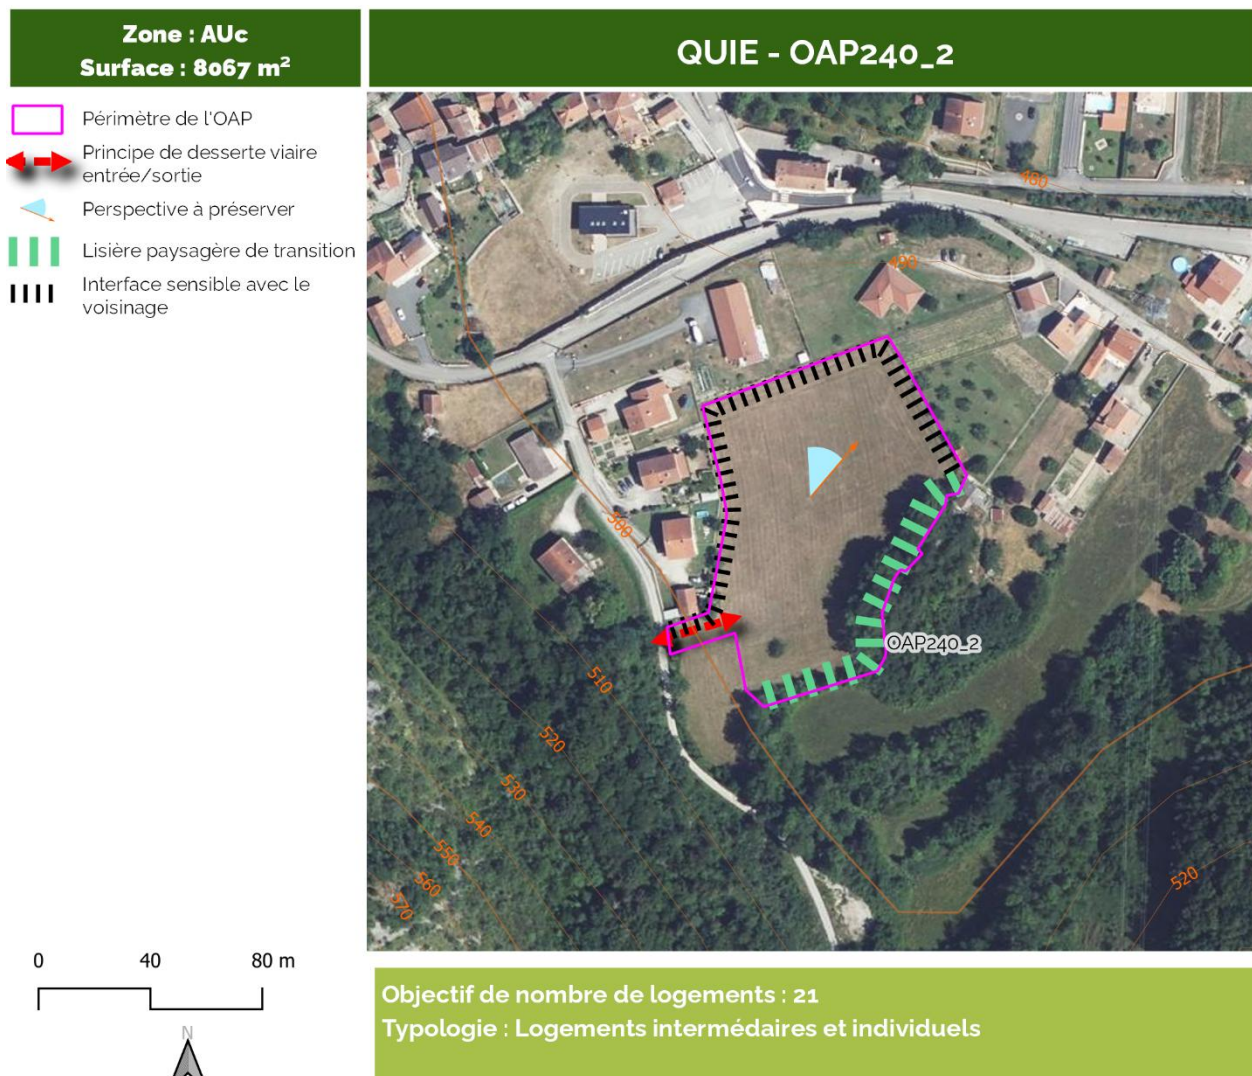 Zone : AUc
Surface : 8067 m²
QUIE - OAP240_2
Périmètre de l'OAP
Principe de desserte viaire
entrée/sortie
Perspective à préserver
Lisière paysagère de transition
Interface sensible avec le
voisinage
480
490
500
OAP240_2
510
520
530
540
550
560
570
520
0 40 80 m
N
Objectif de nombre de logements : 21
Typologie : Logements intermédaires et individuels